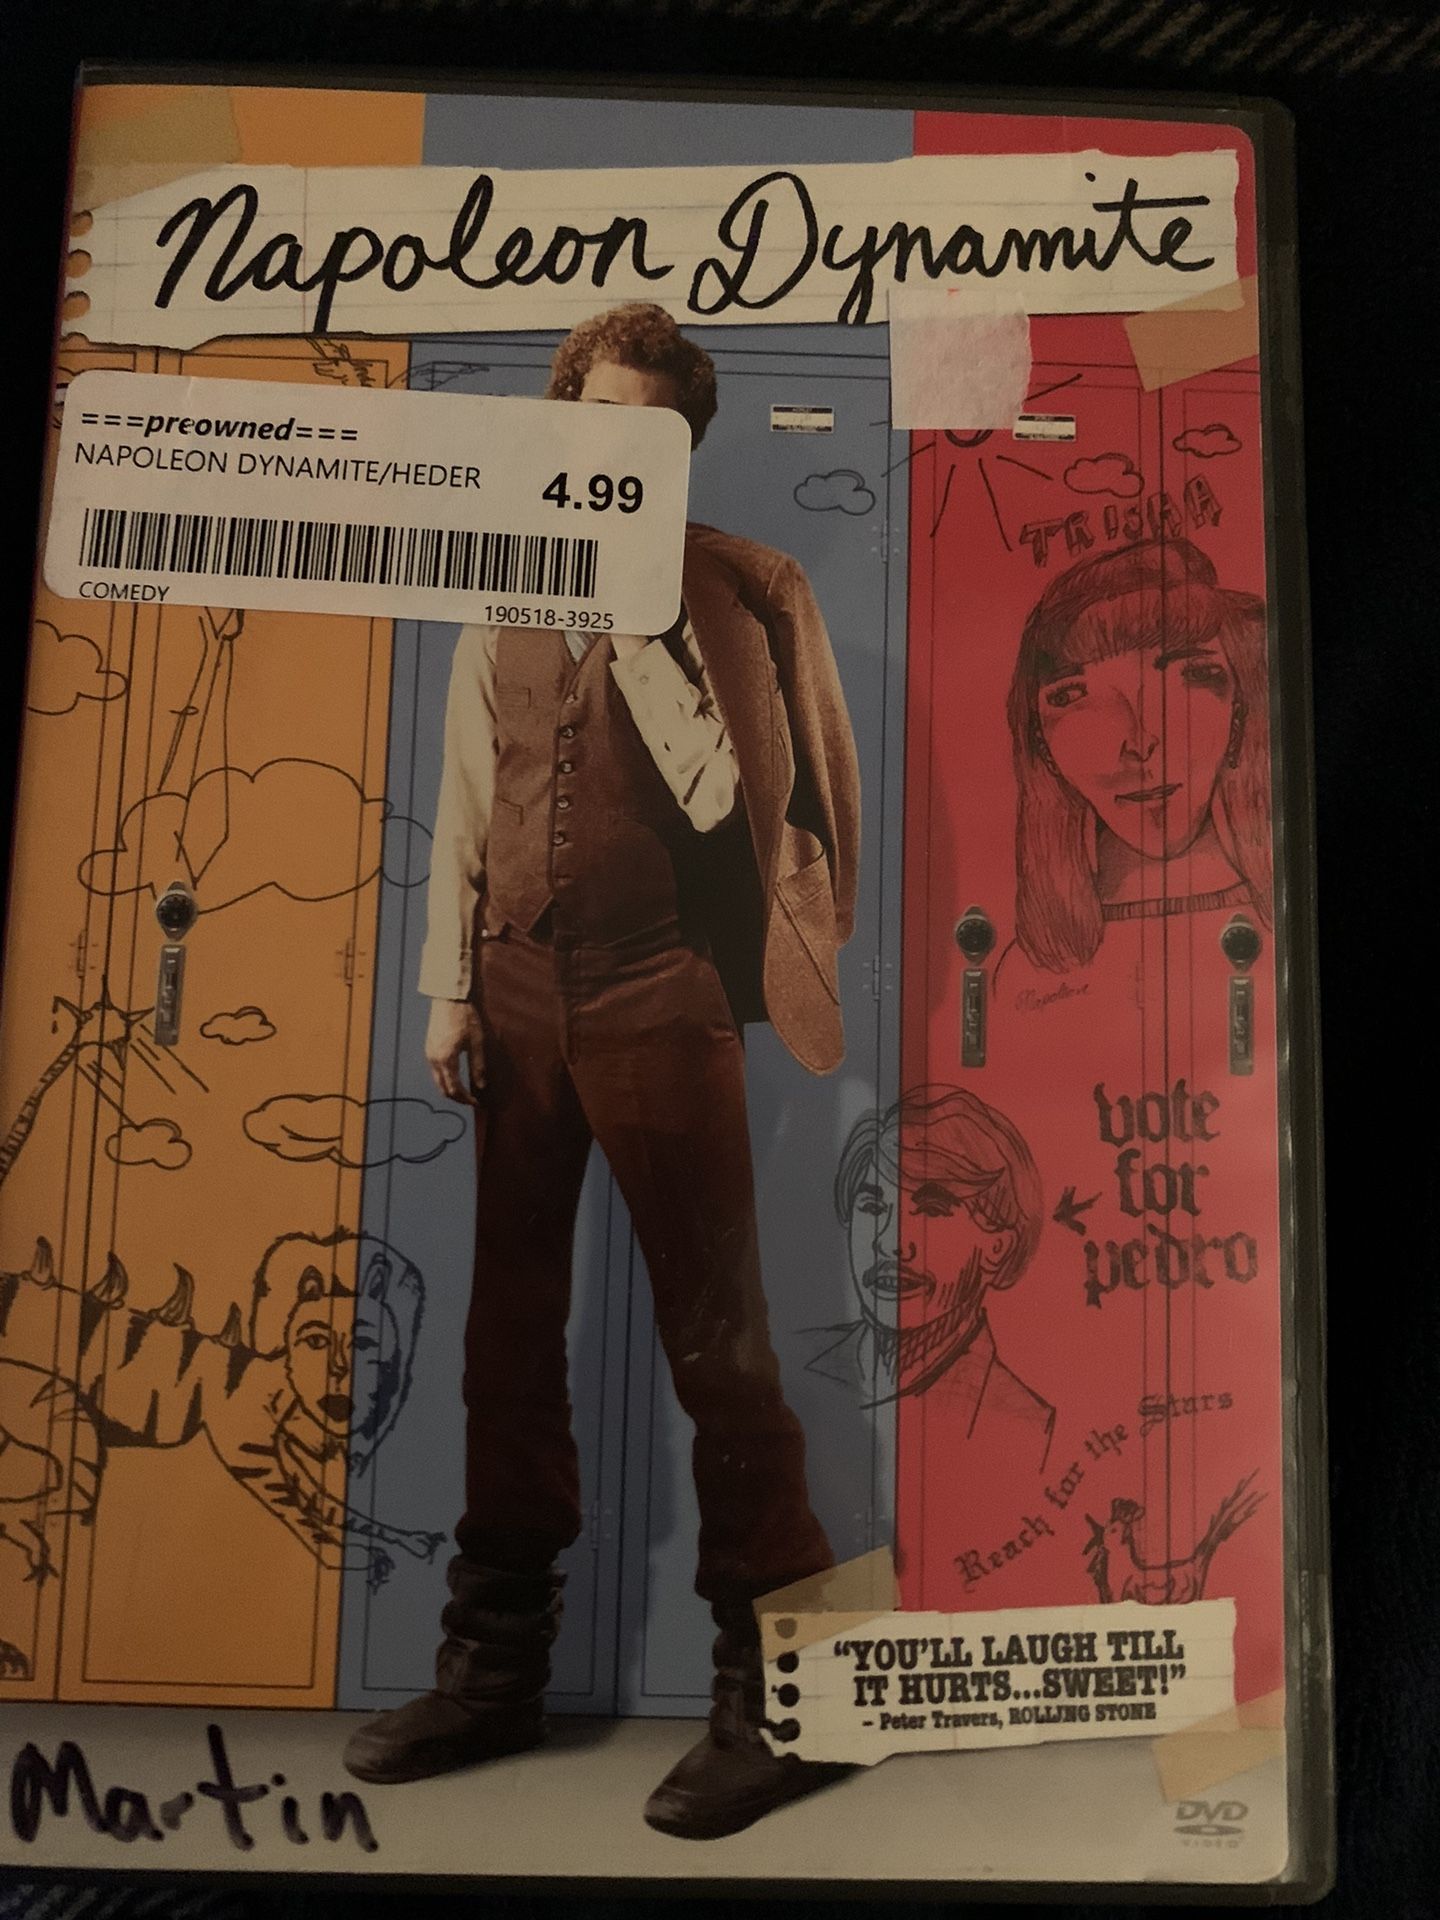 Napoleon Dynamite
===preowned===
NAPOLEON DYNAMITE/HEDER
4.99
COMEDY
190518-3925
TRISHA
Napoleon
vote
for
pedro
Reach for the Stars
“YOU’LL LAUGH TILL
IT HURTS...SWEET!”
– Peter Travers, ROLLING STONE
Martin
DVD
VIDEO